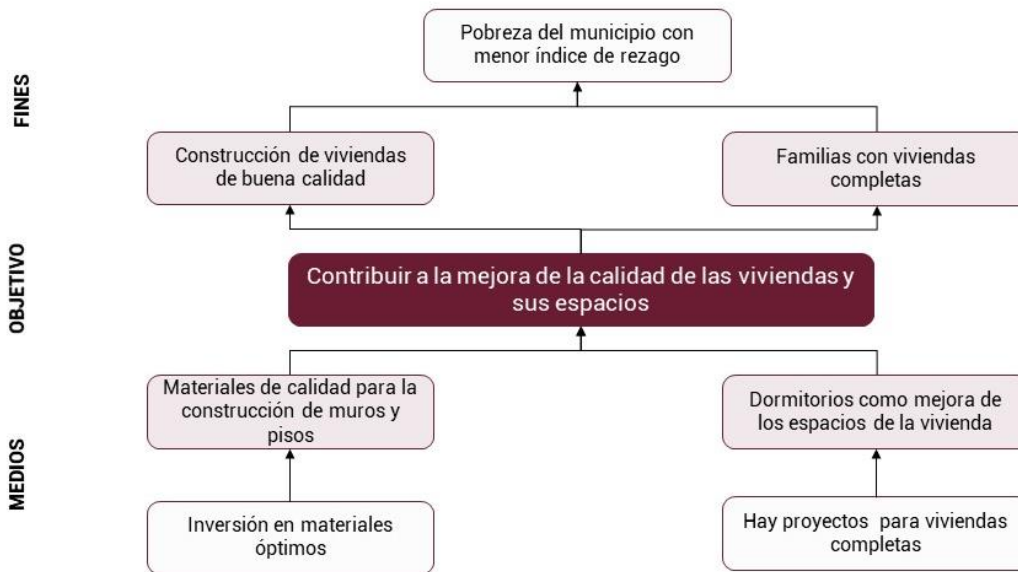 FINES
Pobreza del municipio con
menor índice de rezago
Construcción de viviendas
de buena calidad
Familias con viviendas
completas
OBJETIVO
Contribuir a la mejora de la calidad de las viviendas y
sus espacios
MEDIOS
Materiales de calidad para la
construcción de muros y
pisos
Dormitorios como mejora de
los espacios de la vivienda
Inversión en materiales
óptimos
Hay proyectos para viviendas
completas